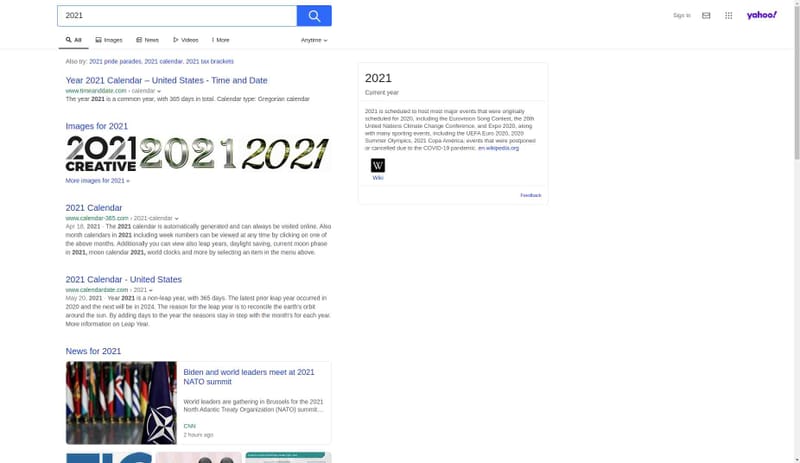 2021
Sign In
yahoo!
All
Images
News
Videos
More
Anytime
Also try: 2021 pride parades, 2021 calendar, 2021 tax brackets
Year 2021 Calendar – United States - Time and Date
www.timeanddate.com › calendar
The year 2021 is a common year, with 365 days in total. Calendar type: Gregorian calendar
Images for 2021
2021
CREATIVE
2021
2021
More images for 2021 »
2021 Calendar
www.calendar-365.com › 2021-calendar
Apr 18, 2021 · The 2021 calendar is automatically generated and can always be visited online. Also
month calendars in 2021 including week numbers can be viewed at any time by clicking on one of
the above months. Additionally you can view also leap years, daylight saving, current moon phase
in 2021, moon calendar 2021, world clocks and more by selecting an item in the menu above.
2021 Calendar - United States
www.calendardate.com › 2021
May 20, 2021 · Year 2021 is a non-leap year, with 365 days. The latest prior leap year occurred in
2020 and the next will be in 2024. The reason for the leap year is to reconcile the earth's orbit
around the sun. By adding days to the year the seasons stay in step with the month's for each year.
More information on Leap Year.
News for 2021
Biden and world leaders meet at 2021
NATO summit
World leaders are gathering in Brussels for the 2021
North Atlantic Treaty Organization (NATO) summit…
CNN
2 hours ago
2021
Current year
2021 is scheduled to host most major events that were originally
scheduled for 2020, including the Eurovision Song Contest, the 26th
United Nations Climate Change Conference, and Expo 2020, along
with many sporting events, including the UEFA Euro 2020, 2020
Summer Olympics, 2021 Copa América, events that were postponed
or cancelled due to the COVID-19 pandemic. en.wikipedia.org
W
Wiki
Feedback